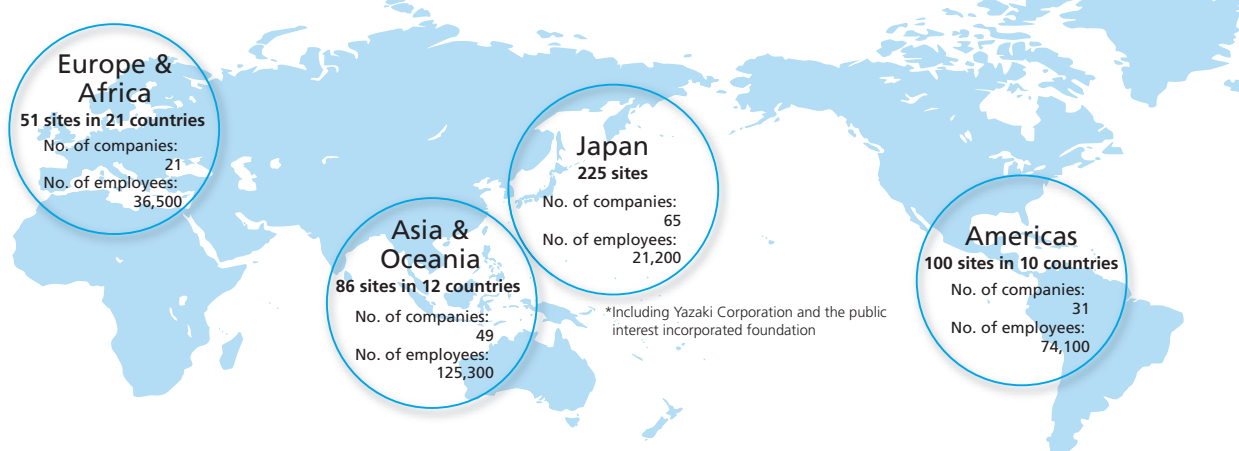 Europe &
Africa
51 sites in 21 countries
No. of companies:
21
No. of employees:
36,500
Asia &
Oceania
86 sites in 12 countries
No. of companies:
49
No. of employees:
125,300
Japan
225 sites
No. of companies:
65
No. of employees:
21,200
*Including Yazaki Corporation and the public
interest incorporated foundation
Americas
100 sites in 10 countries
No. of companies:
31
No. of employees:
74,100